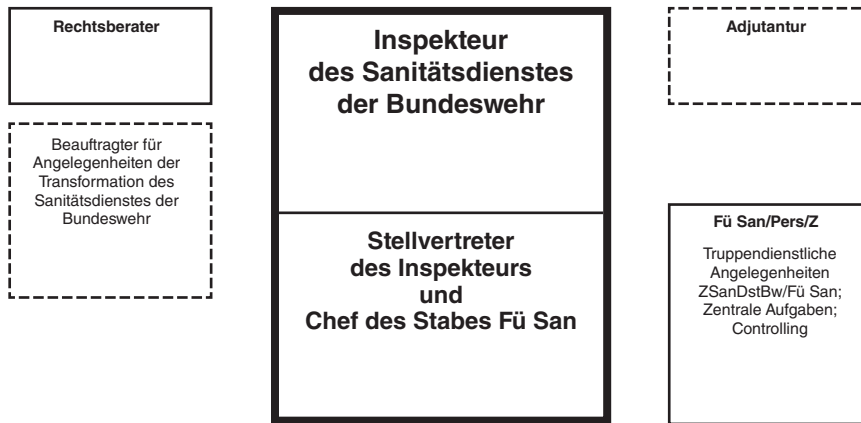 Rechtsberater
Beauftragter für
Angelegenheiten der
Transformation des
Sanitätsdienstes der
Bundeswehr
Inspekteur
des Sanitätsdienstes
der Bundeswehr
Stellvertreter
des Inspekteurs
und
Chef des Stabes Fü San
Adjutantur
Fü San/Pers/Z
Truppendienstliche
Angelegenheiten
ZSanDstBw/Fü San;
Zentrale Aufgaben;
Controlling